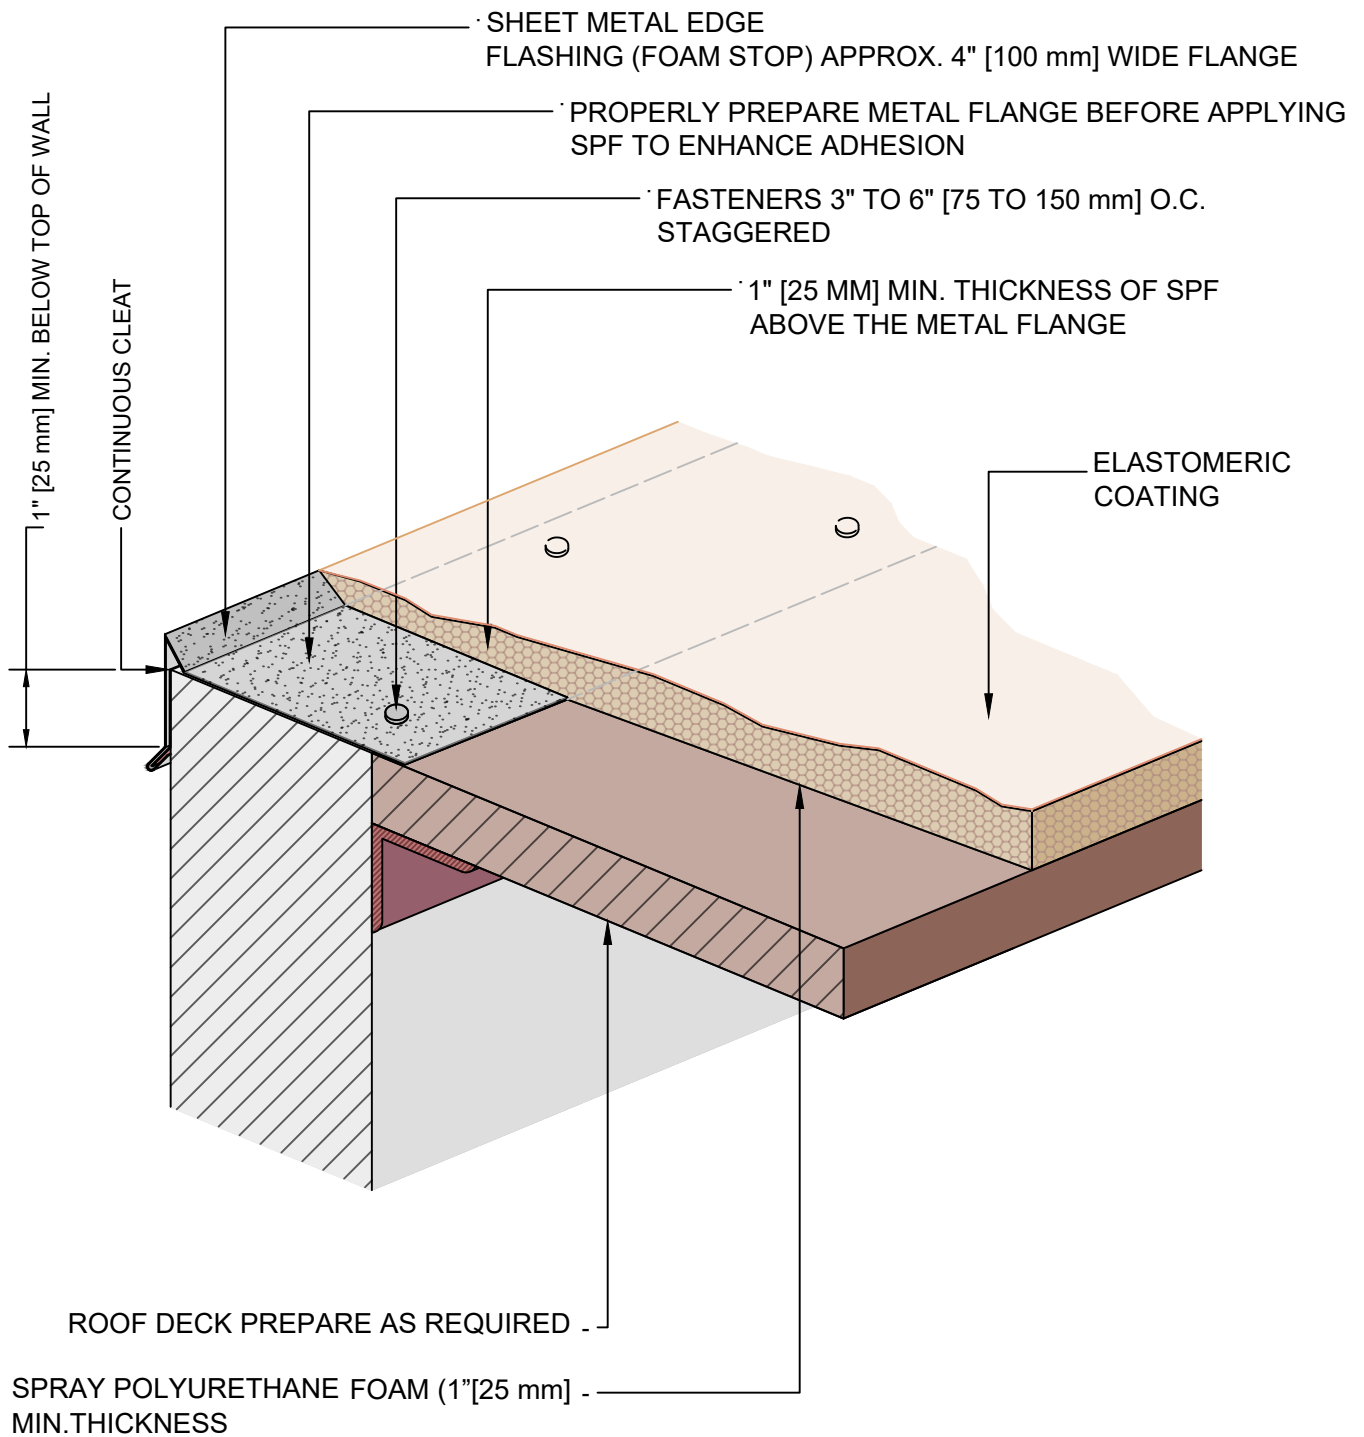 SHEET METAL EDGE
FLASHING (FOAM STOP) APPROX. 4" [100 mm] WIDE FLANGE
PROPERLY PREPARE METAL FLANGE BEFORE APPLYING
SPF TO ENHANCE ADHESION
FASTENERS 3" TO 6" [75 TO 150 mm] O.C.
STAGGERED
1" [25 MM] MIN. THICKNESS OF SPF
ABOVE THE METAL FLANGE
1" [25 mm] MIN. BELOW TOP OF WALL
CONTINUOUS CLEAT
ELASTOMERIC
COATING
ROOF DECK PREPARE AS REQUIRED -
SPRAY POLYURETHANE FOAM (1”[25 mm] -
MIN.THICKNESS